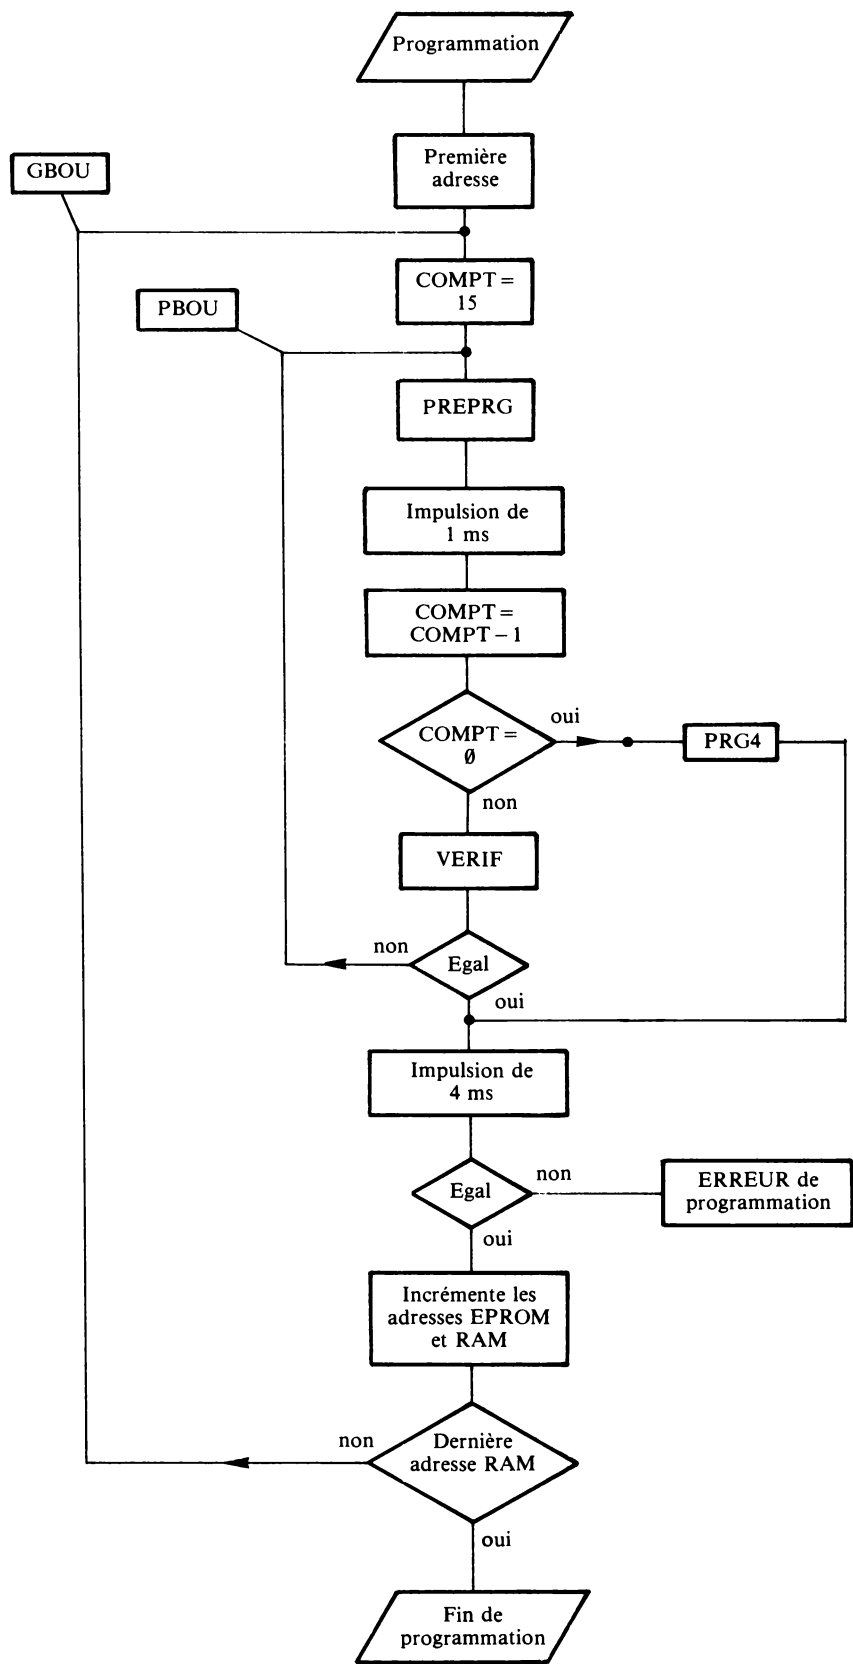 Programmation
Première
adresse
GBOU
COMPT =
15
PBOU
PREPRG
Impulsion de
1 ms
COMPT =
COMPT – 1
COMPT =
Ø
oui
PRG4
non
VERIF
non
Egal
oui
Impulsion de
4 ms
Egal
non
ERREUR de
programmation
oui
Incrémente les
adresses EPROM
et RAM
non
Dernière
adresse RAM
oui
Fin de
programmation